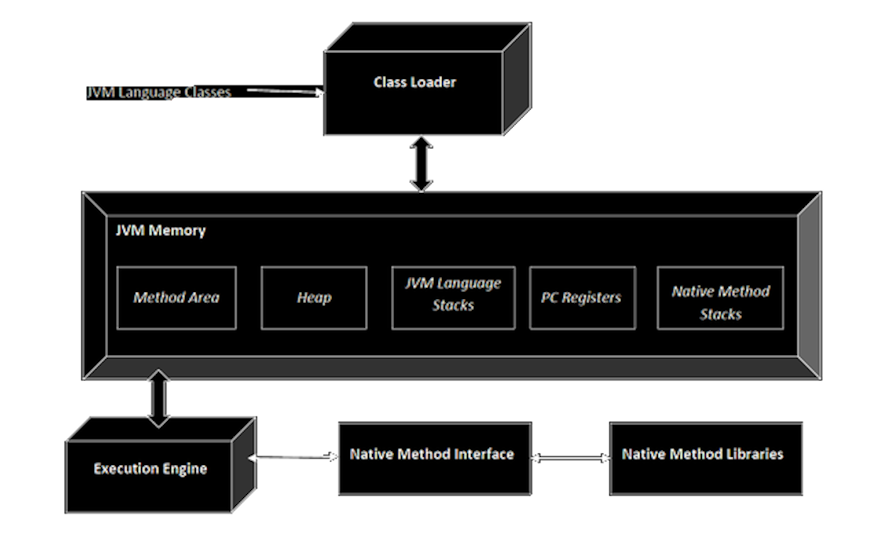 Class Loader
JVM Language Classes
JVM Memory
Method Area
Heap
JVM Language
Stacks
PC Registers
Native Method
Stacks
Execution Engine
Native Method Interface
Native Method Libraries